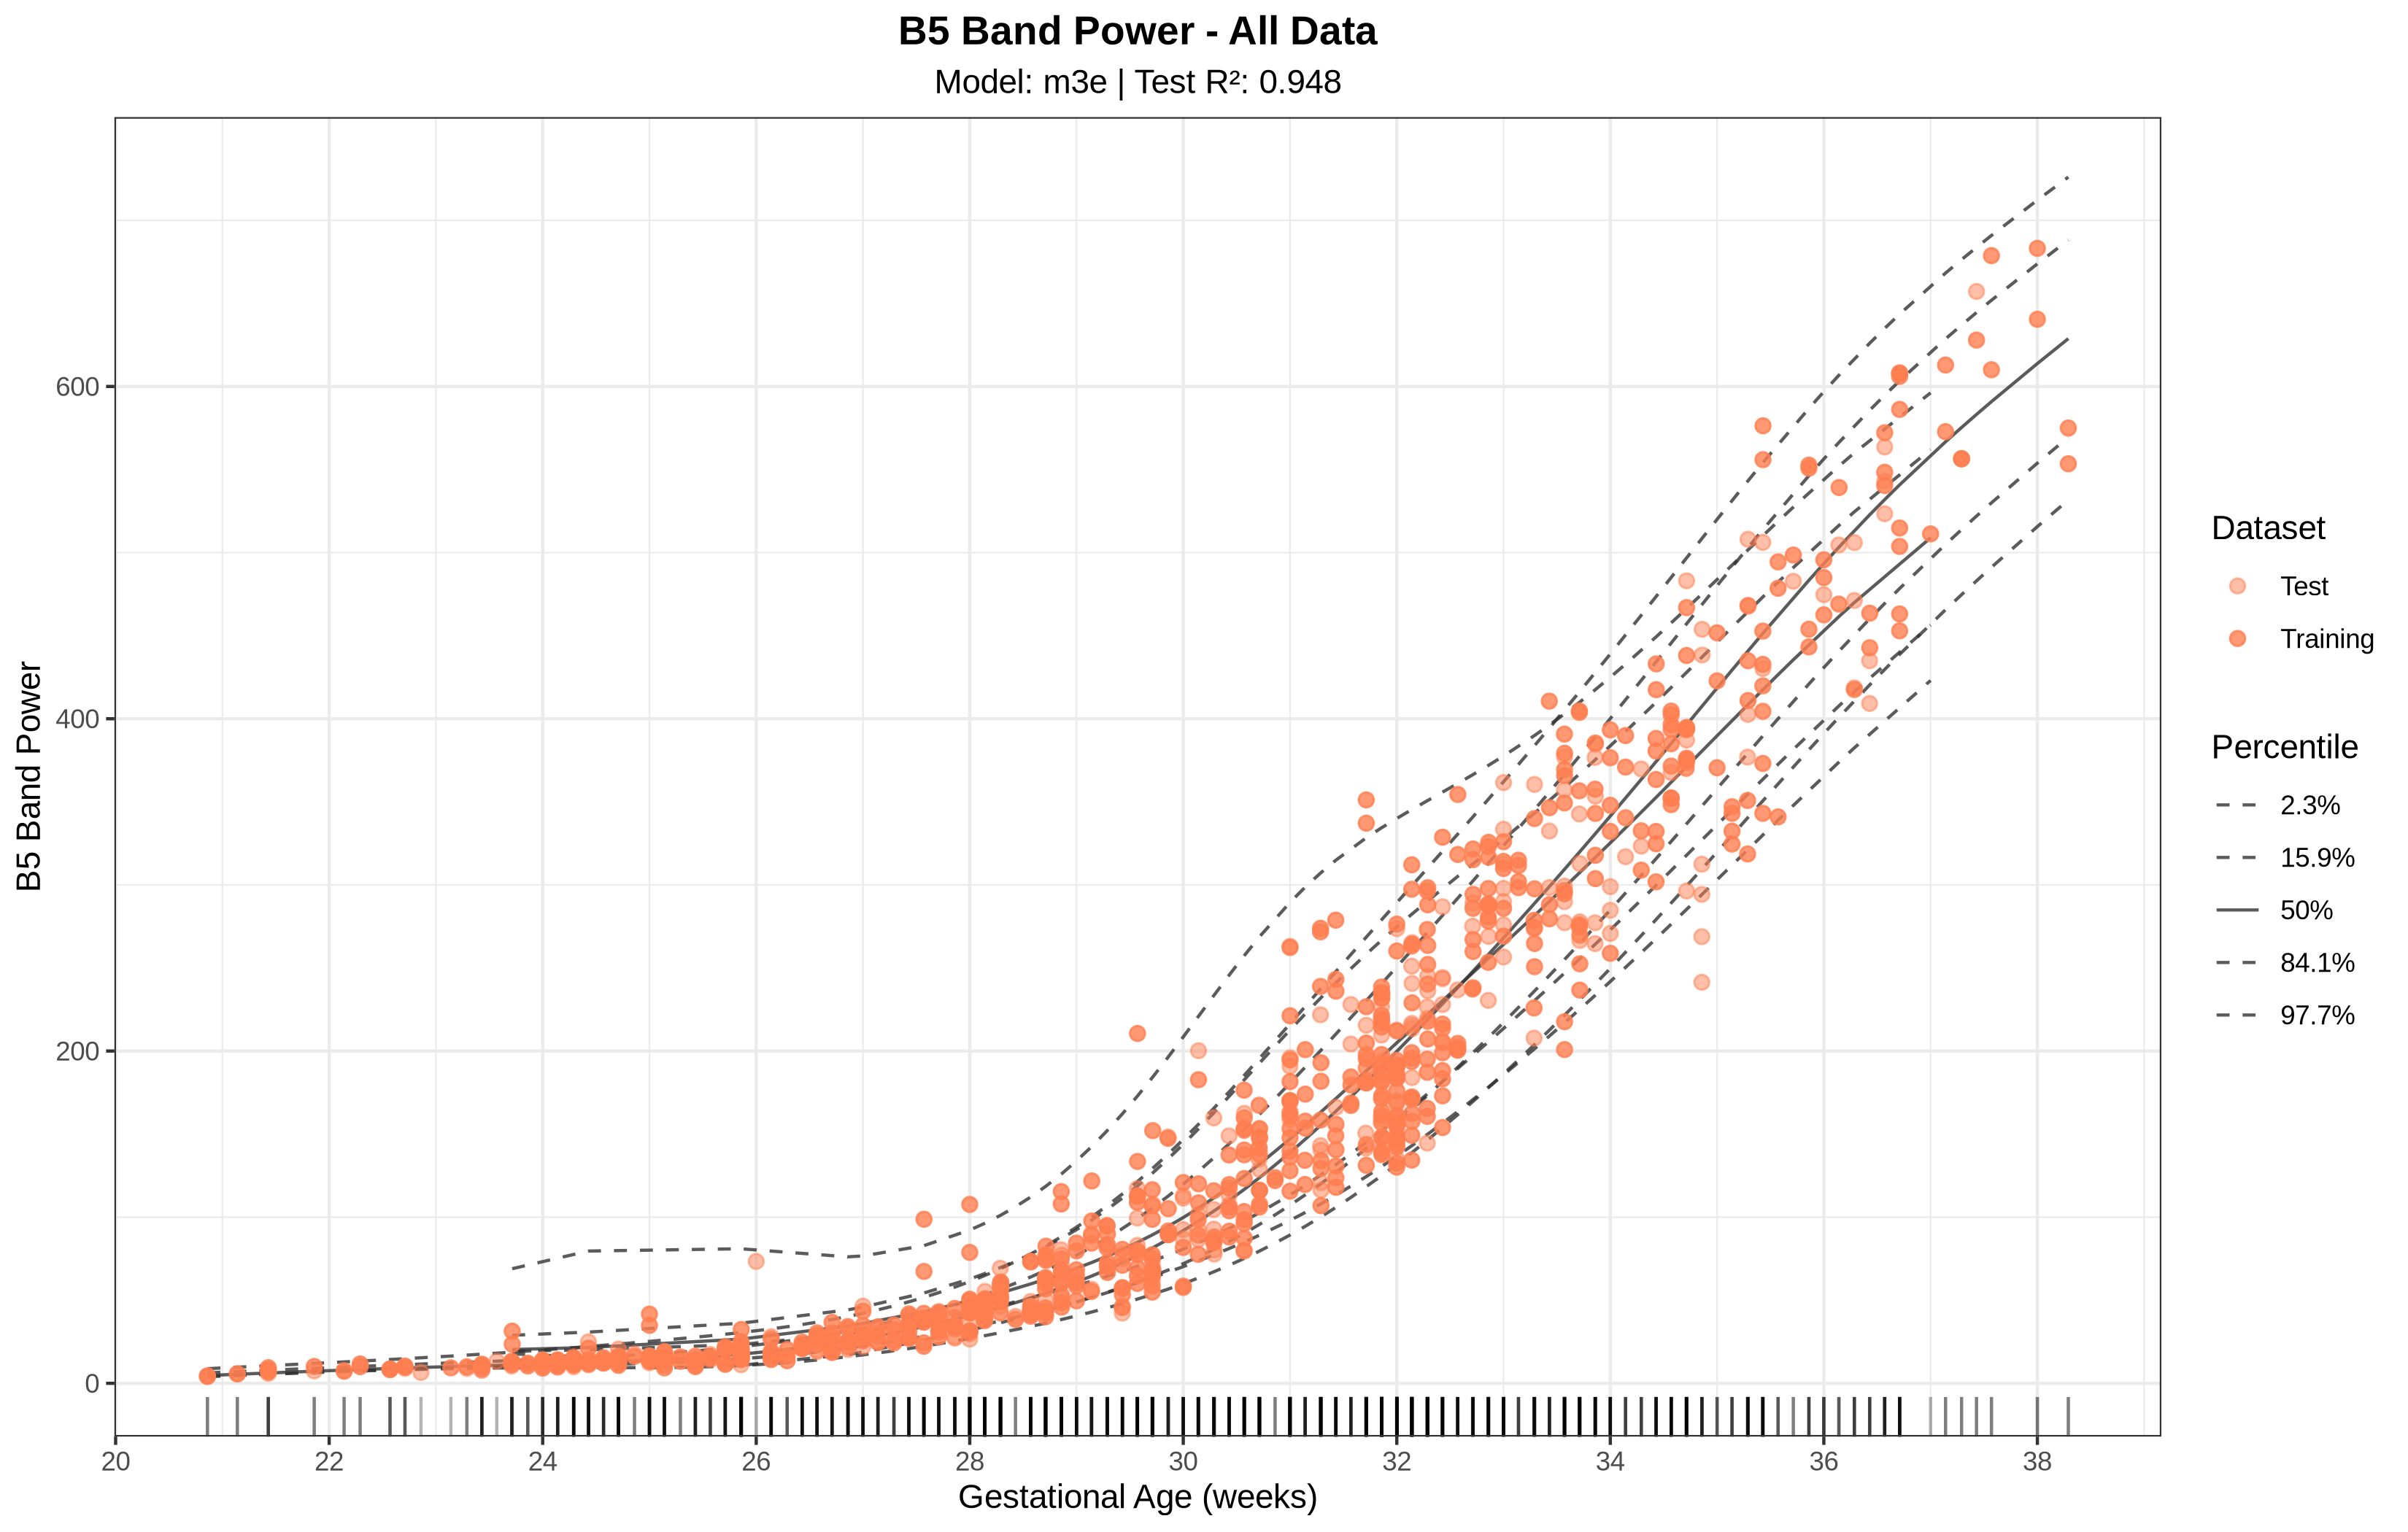 B5 Band Power - All Data
Model: m3e | Test R²: 0.948
B5 Band Power
600
400
200
0
20 22 24 26 28 30 32 34 36 38
Gestational Age (weeks)
Dataset
Test
Training
Percentile
2.3%
15.9%
50%
84.1%
97.7%